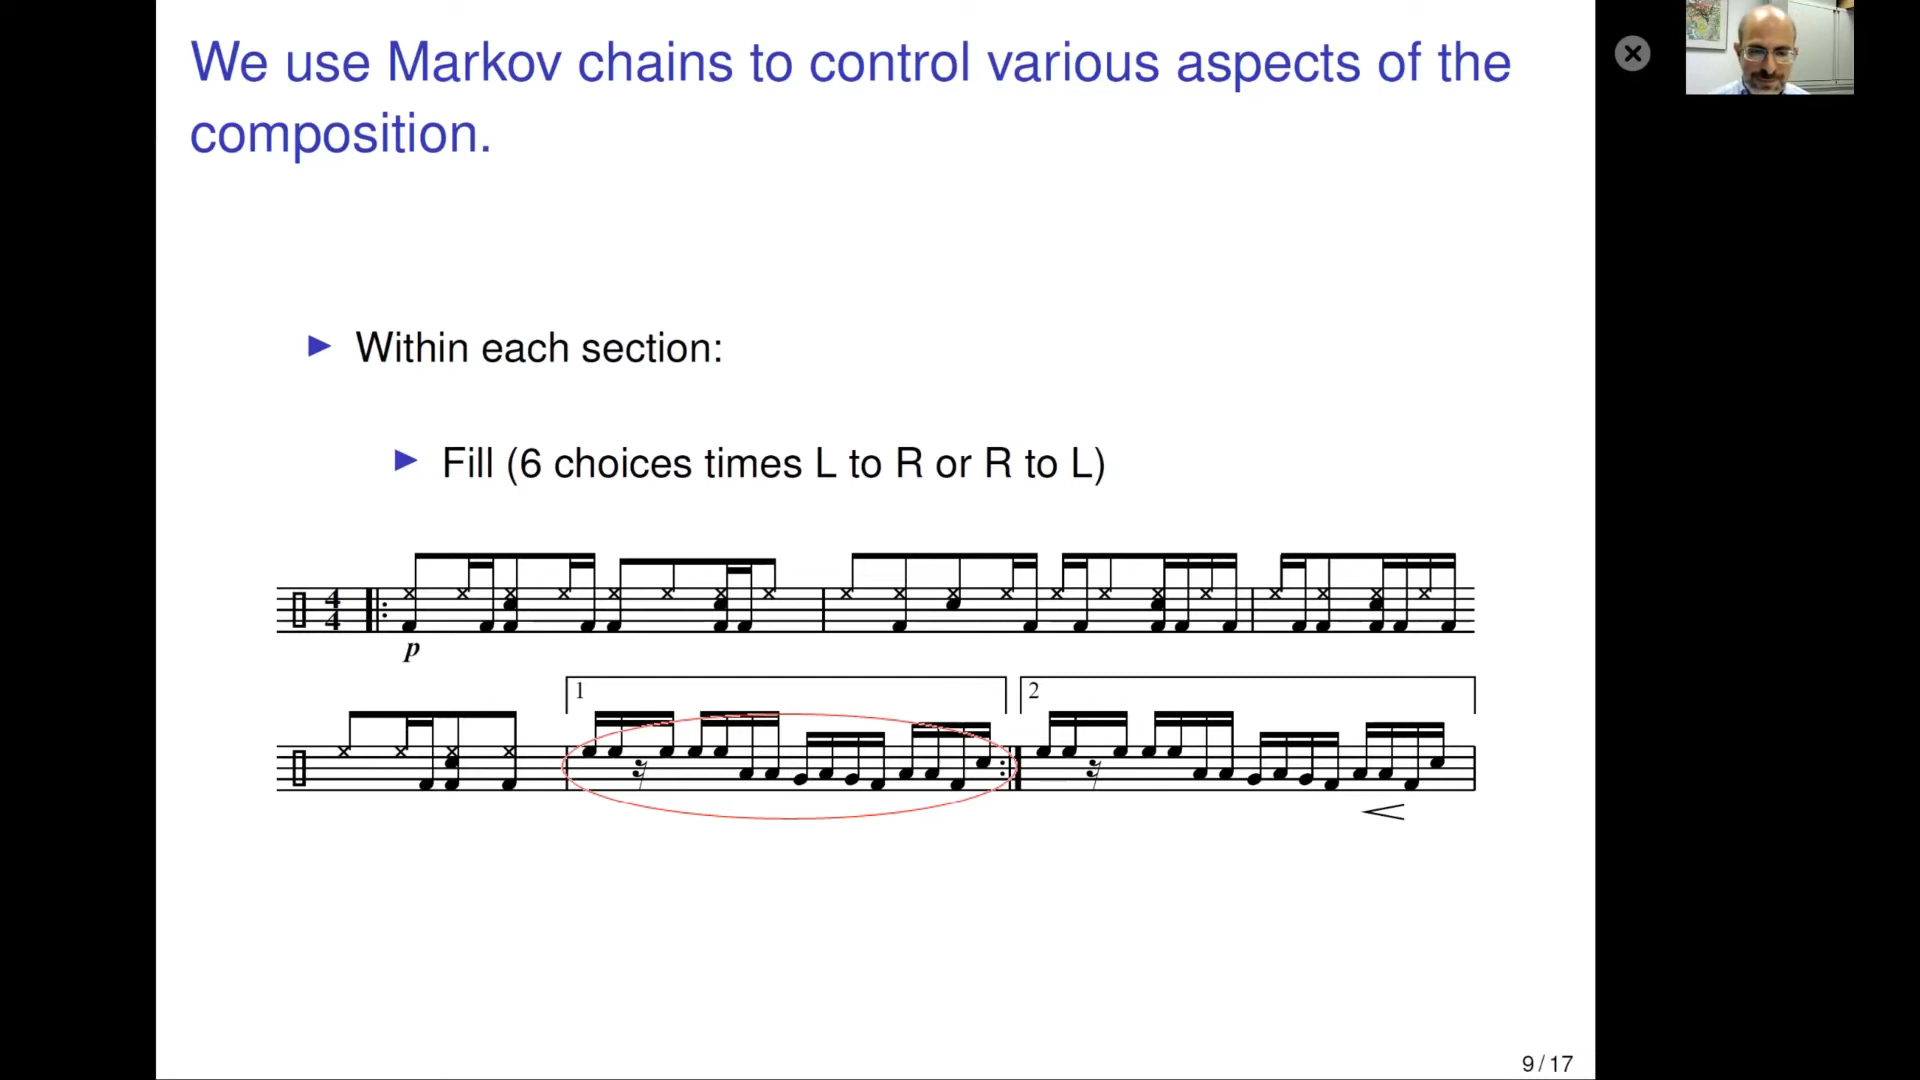 We use Markov chains to control various aspects of the
composition.
Within each section:
Fill (6 choices times L to R or R to L)
4
4
p
1
2
9 / 17